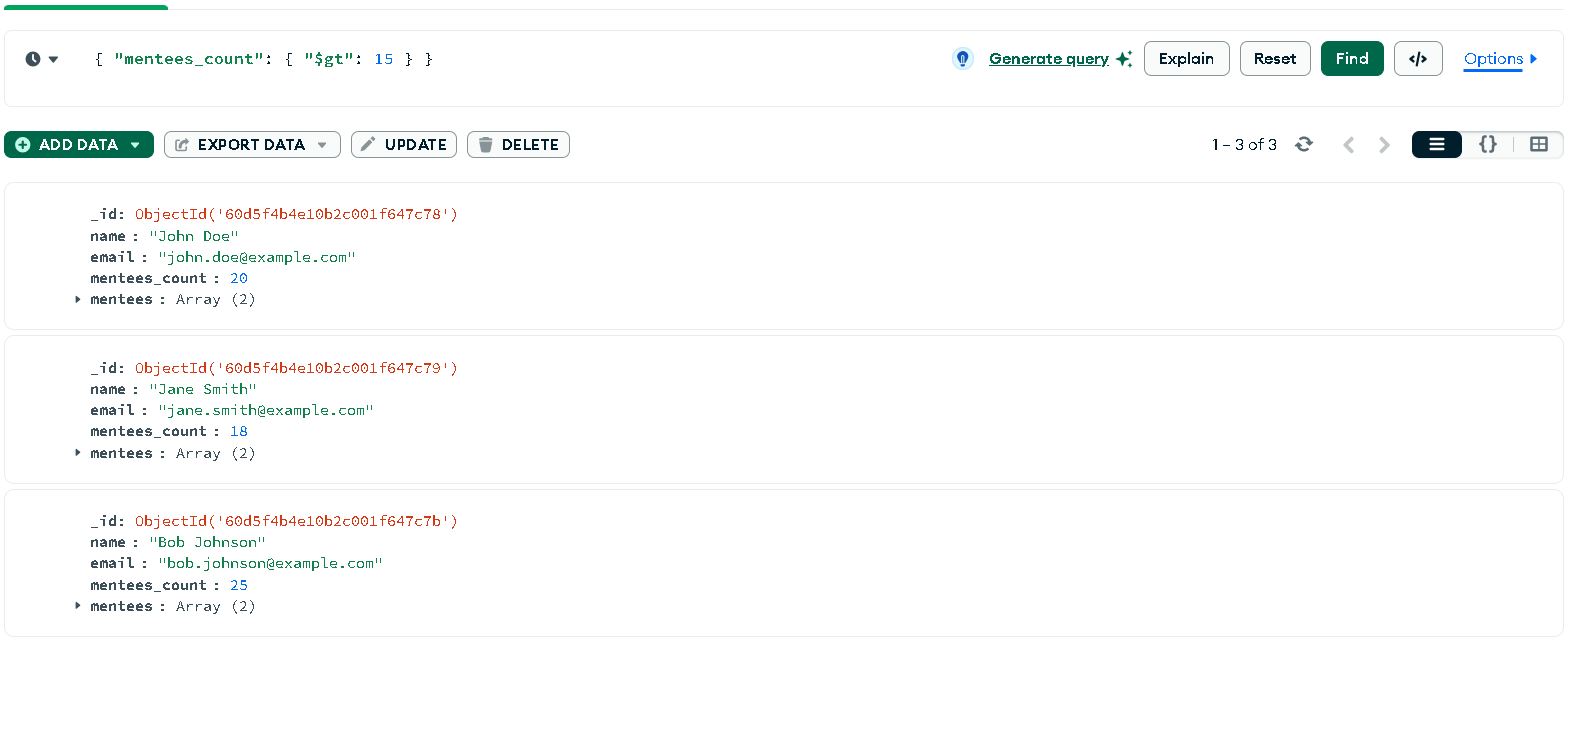 { "mentees_count": { "$gt": 15 } }
Generate query
Explain
Reset
Find
</>
Options
ADD DATA
EXPORT DATA
UPDATE
DELETE
1 – 3 of 3
{}
_id: ObjectId('60d5f4b4e10b2c001f647c78')
name : "John Doe"
email : "john.doe@example.com"
mentees_count : 20
mentees : Array (2)
_id: ObjectId('60d5f4b4e10b2c001f647c79')
name : "Jane Smith"
email : "jane.smith@example.com"
mentees_count : 18
mentees : Array (2)
_id: ObjectId('60d5f4b4e10b2c001f647c7b')
name : "Bob Johnson"
email : "bob.johnson@example.com"
mentees_count : 25
mentees : Array (2)